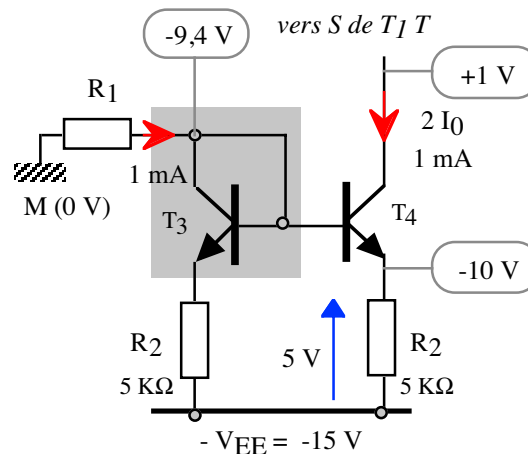 -9,4 V
vers S de T1 T
+1 V
R1
2 I0
1 mA
1 mA
M (0 V)
T3
T4
-10 V
R2
5 V
R2
5 KΩ
5 KΩ
- VEE = -15 V